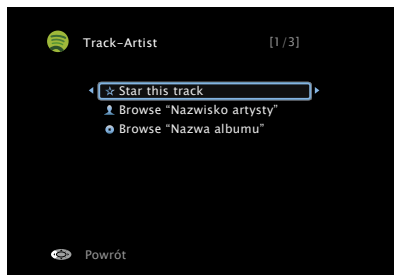 Track-Artist [1/3]
☆ Star this track
Browse “Nazwisko artysty”
Browse “Nazwa albumu”
Powrót